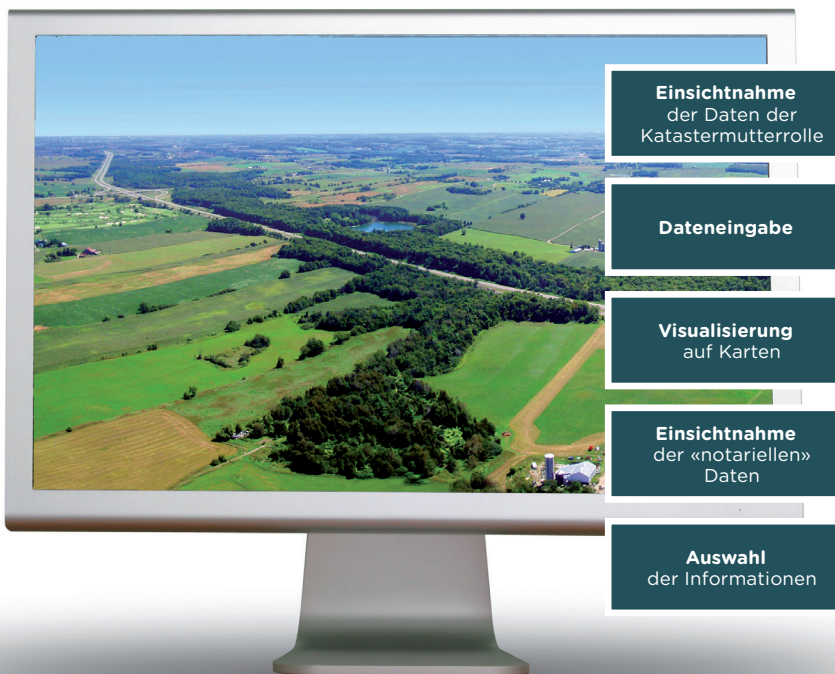 Einsichtnahme
der Daten der
Katastermutterrolle
Dateneingabe
Visualisierung
auf Karten
Einsichtnahme
der «notariellen»
Daten
Auswahl
der Informationen